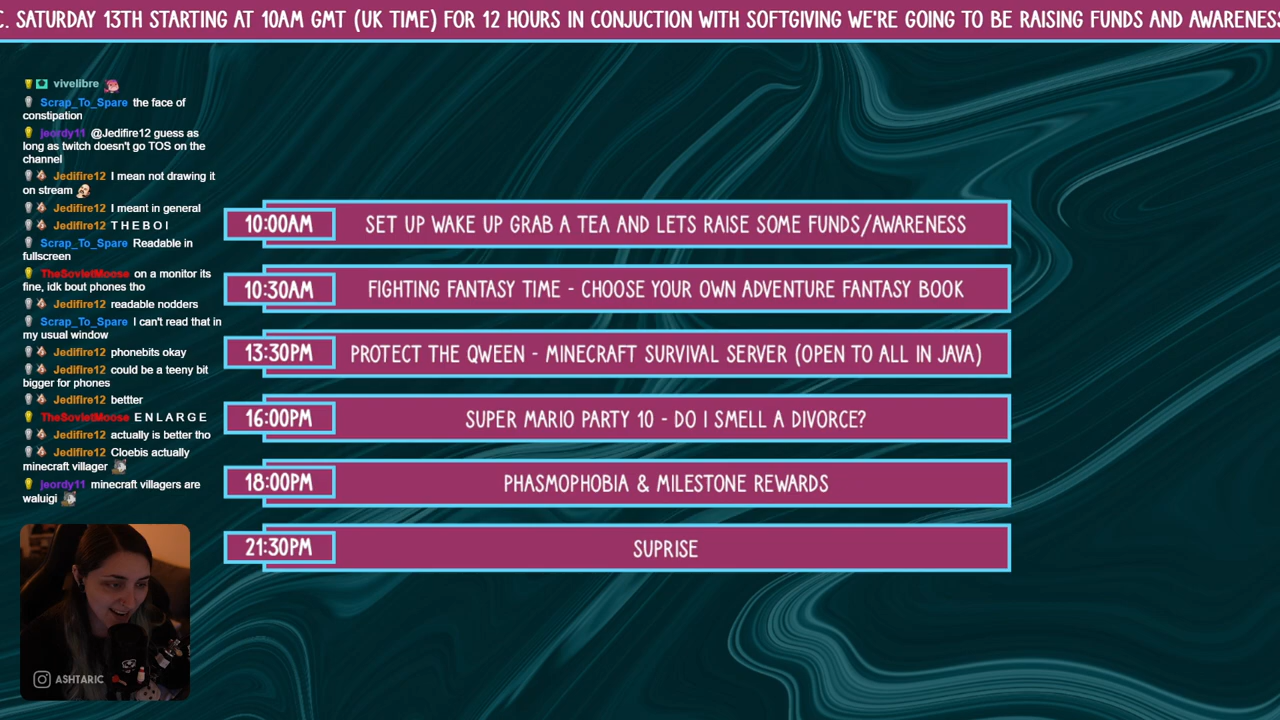 C. SATURDAY 13TH STARTING AT 10AM GMT (UK TIME) FOR 12 HOURS IN CONJUCTION WITH SOFTGIVING WE'RE GOING TO BE RAISING FUNDS AND AWARENESS
vivelibre
Scrap_To_Spare the face of
constipation
jeordy11 @Jedifire12 guess as
long as twitch doesn't go TOS on the
channel
Jedifire12 I mean not drawing it
on stream
Jedifire12 I meant in general
Jedifire12 T H E B O I
Scrap_To_Spare Readable in
fullscreen
TheSovietMoose on a monitor its
fine, idk bout phones tho
Jedifire12 readable nodders
Scrap_To_Spare I can't read that in
my usual window
Jedifire12 phonebits okay
Jedifire12 could be a teeny bit
bigger for phones
Jedifire12 bettter
TheSovietMoose E N L A R G E
Jedifire12 actually is better tho
Jedifire12 Cloebis actually
minecraft villager
jeordy11 minecraft villagers are
waluigi
10:00AM SET UP WAKE UP GRAB A TEA AND LETS RAISE SOME FUNDS/AWARENESS
10:30AM FIGHTING FANTASY TIME - CHOOSE YOUR OWN ADVENTURE FANTASY BOOK
13:30PM PROTECT THE QWEEN - MINECRAFT SURVIVAL SERVER (OPEN TO ALL IN JAVA)
16:00PM SUPER MARIO PARTY 10 - DO I SMELL A DIVORCE?
18:00PM PHASMOPHOBIA & MILESTONE REWARDS
21:30PM SUPRISE
ASHTARIC